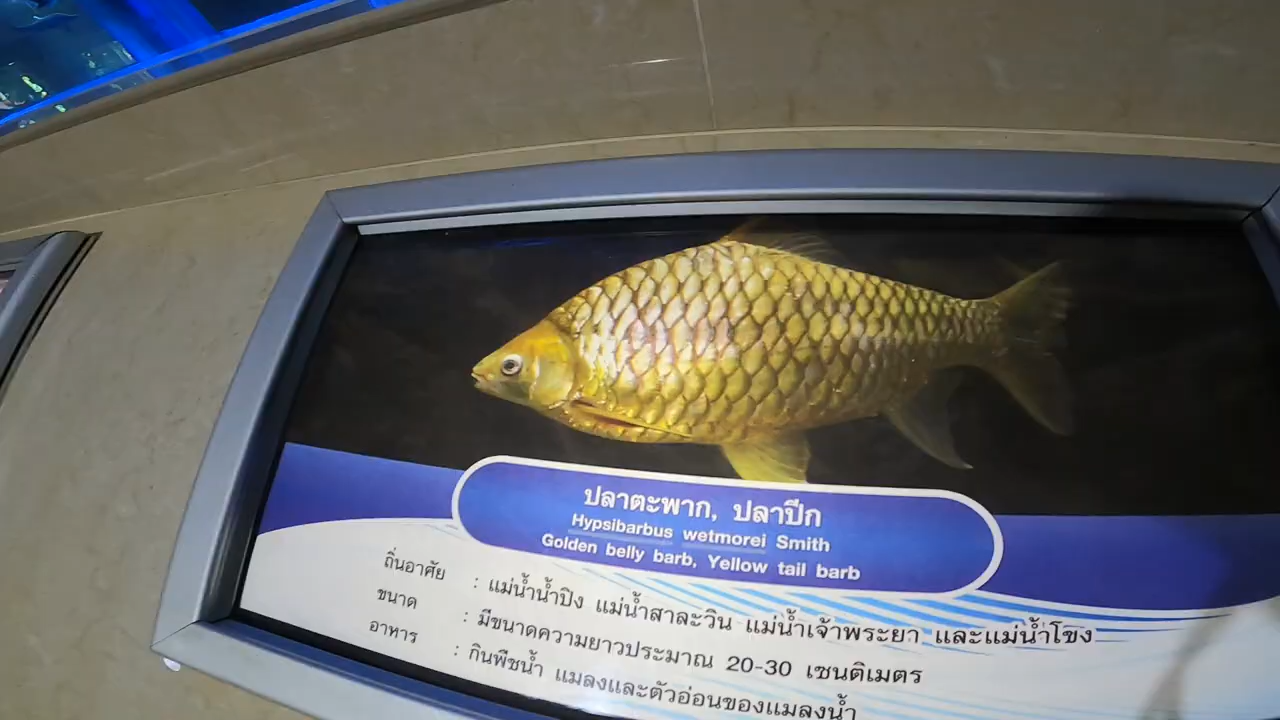 ปลาตะพาก, ปลาปีก
Hypsibarbus wetmorei Smith
Golden belly barb, Yellow tail barb
ถิ่นอาศัย : แม่น้ำน้ำปิง แม่น้ำสาละวิน แม่น้ำเจ้าพระยา และแม่น้ำโขง
ขนาด : มีขนาดความยาวประมาณ 20-30 เซนติเมตร
อาหาร : กินพืชน้ำ แมลงและตัวอ่อนของแมลงน้ำ